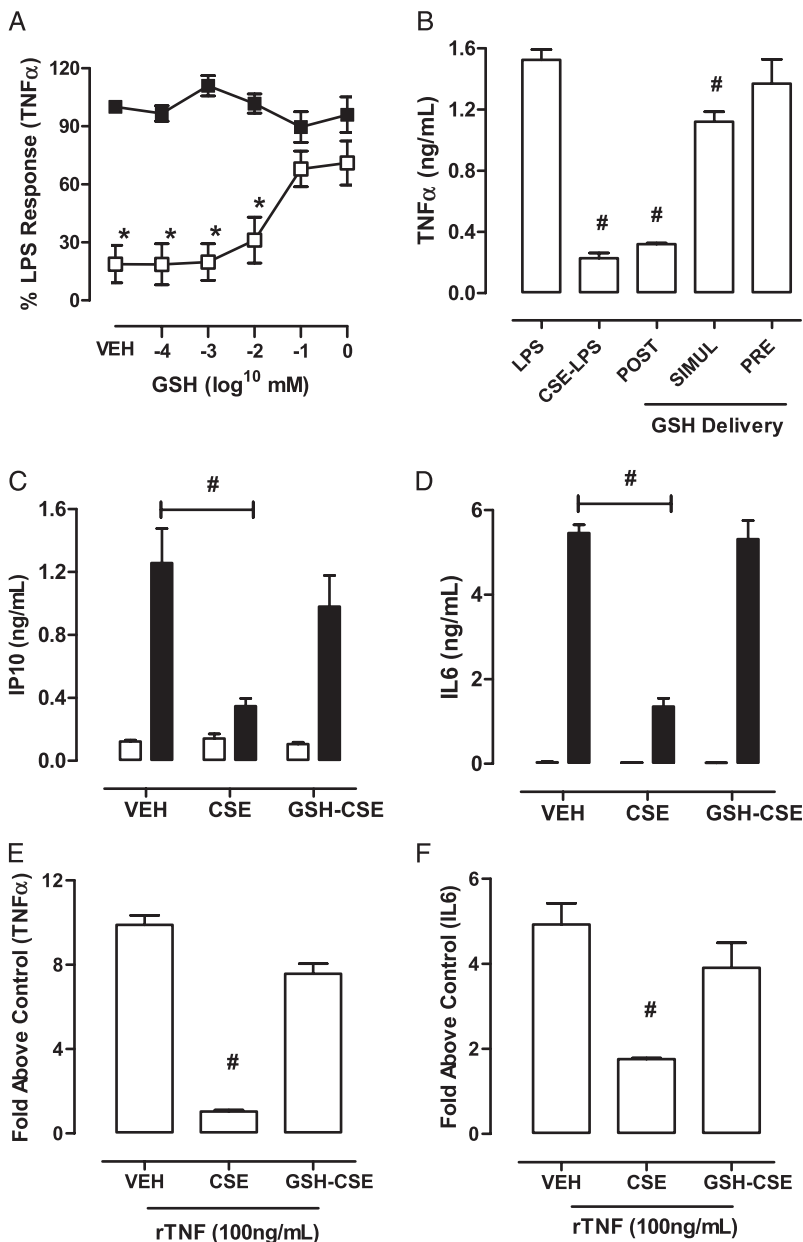 A
% LPS Response (TNFα)
120
90
60
30
0
* * * *
VEH -4 -3 -2 -1 0
GSH (log10 mM)
B
TNFα (ng/mL)
1.6
1.2
0.8
0.4
0.0
# # #
LPS
CSE-LPS
POST
SIMUL
PRE
GSH Delivery
C
IP10 (ng/mL)
1.6
1.2
0.8
0.4
0.0
#
VEH CSE GSH-CSE
D
IL6 (ng/mL)
6
4
2
0
#
VEH CSE GSH-CSE
E
Fold Above Control (TNFα)
12
8
4
0
#
VEH CSE GSH-CSE
rTNF (100ng/mL)
F
Fold Above Control (IL6)
6
4
2
0
#
VEH CSE GSH-CSE
rTNF (100ng/mL)